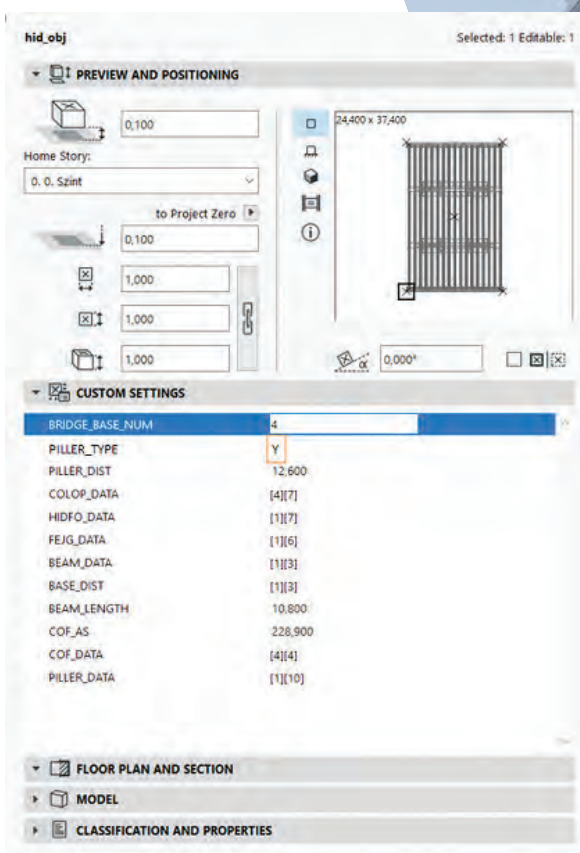 hid_obj Selected: 1 Editable: 1
PREVIEW AND POSITIONING
0,100
24,400 x 37,400
Home Story:
0. 0. Szint
to Project Zero
0,100
1,000
1,000
1,000
α 0,000°
CUSTOM SETTINGS
BRIDGE_BASE_NUM 4
PILLER_TYPE Y
PILLER_DIST 12,600
COLOP_DATA [4][7]
HIDFO_DATA [1][7]
FEJG_DATA [1][6]
BEAM_DATA [1][3]
BASE_DIST [1][3]
BEAM_LENGTH 10,800
COF_AS 228,900
COF_DATA [4][4]
PILLER_DATA [1][10]
FLOOR PLAN AND SECTION
MODEL
CLASSIFICATION AND PROPERTIES